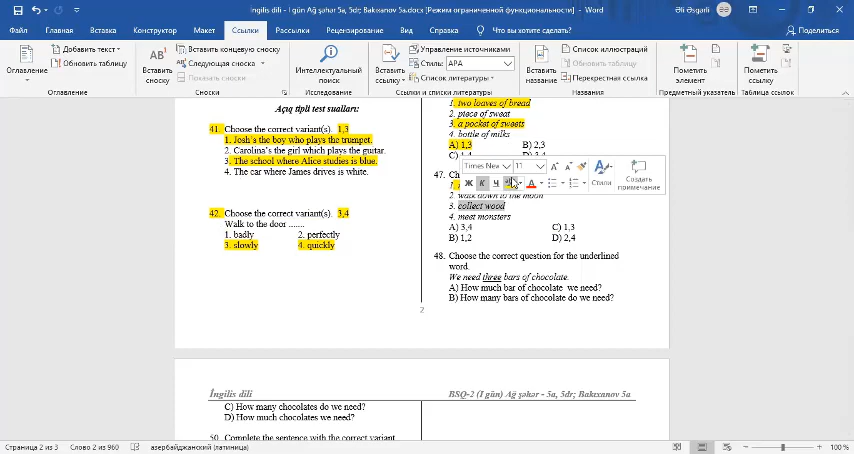 İngilis dili - I gün Ağ şəhər 5a, 5dr; Bakıxanov 5a.docx [Режим ограниченной функциональности] - Word
Əli Əsgərli
Файл Главная Вставка Конструктор Макет Ссылки Рассылки Рецензирование Вид Справка Что вы хотите сделать? Поделиться
Оглавление
Добавить текст
Обновить таблицу
Оглавление
AB1
Вставить сноску
Вставить концевую сноску
Следующая сноска
Показать сноски
Сноски
Интеллектуальный поиск
Исследование
Вставить ссылку
Управление источниками
Стиль: APA
Список литературы
Ссылки и списки литературы
Вставить название
Список иллюстраций
Обновить таблицу
Перекрестная ссылка
Названия
Пометить элемент
Предметный указатель
Пометить ссылку
Таблица ссылок
Açıq tipli test sualları:
41. Choose the correct variant(s). 1,3
1. Josh's the boy who plays the trumpet.
2. Carolina's the girl which plays the guitar.
3. The school where Alice studies is blue.
4. The car where James drives is white.
42. Choose the correct variant(s). 3,4
Walk to the door ........
1. badly 2. perfectly
3. slowly 4. quickly
1. two loaves of bread
2. piece of sweat
3. a pocket of sweets
4. bottle of milks
A) 1,3 B) 2,3
C) 1,4 D) 2,4
Times New 11
Ж К Ч
Стили
Создать примечание
47. Ch
1.
2. walk down to the moon
3. collect wood
4. meet monsters
A) 3,4 C) 1,3
B) 1,2 D) 2,4
48. Choose the correct question for the underlined
word.
We need three bars of chocolate.
A) How much bar of chocolate we need?
B) How many bars of chocolate do we need?
2
İngilis dili BSQ-2 (I gün) Ağ şəhər - 5a, 5dr; Bakıxanov 5a
C) How many chocolates do we need?
D) How much chocolates we need?
50. Complete the sentence with the correct variant
Страница 2 из 3 Слово 2 из 960 азербайджанский (латиница) 100 %